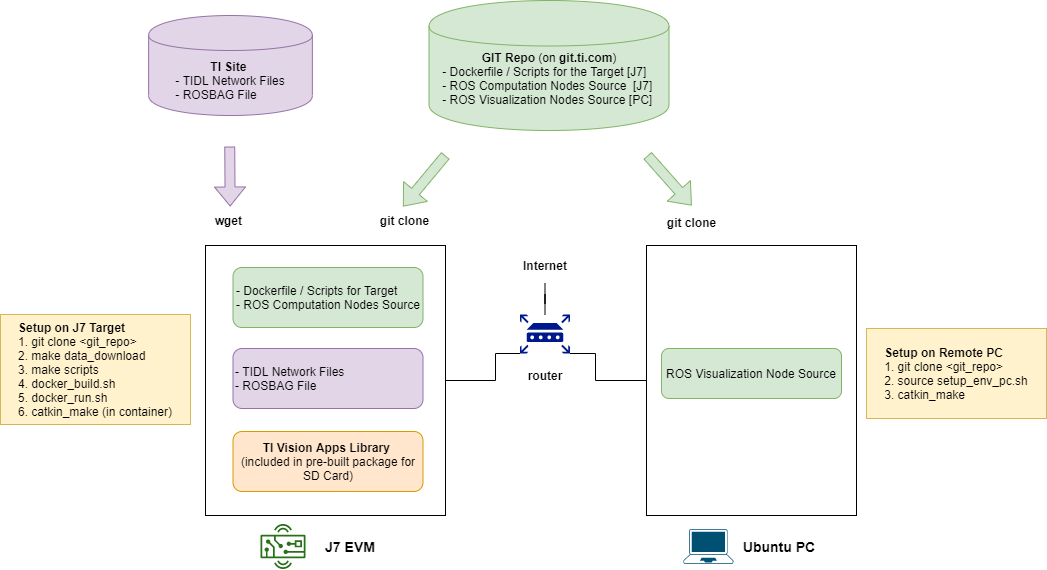 TI Site
- TIDL Network Files
- ROSBAG File
GIT Repo (on git.ti.com)
- Dockerfile / Scripts for the Target [J7]
- ROS Computation Nodes Source [J7]
- ROS Visualization Nodes Source [PC]
wget
git clone
git clone
Internet
router
- Dockerfile / Scripts for Target
- ROS Computation Nodes Source
- TIDL Network Files
- ROSBAG File
TI Vision Apps Library
(included in pre-built package for
SD Card)
ROS Visualization Node Source
Setup on J7 Target
1. git clone <git_repo>
2. make data_download
3. make scripts
4. docker_build.sh
5. docker_run.sh
6. catkin_make (in container)
Setup on Remote PC
1. git clone <git_repo>
2. source setup_env_pc.sh
3. catkin_make
J7 EVM
Ubuntu PC